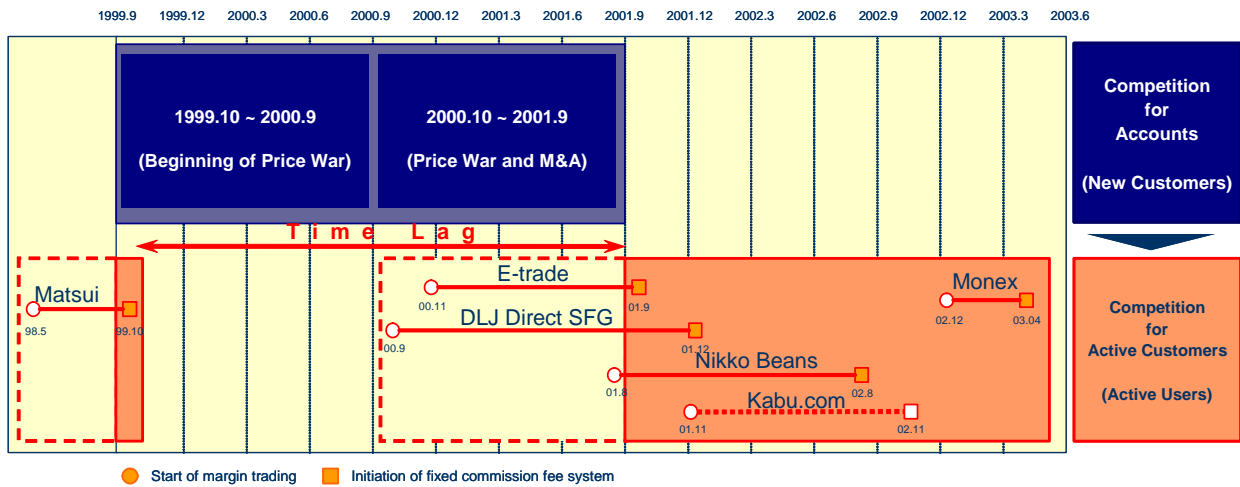 1999.9 1999.12 2000.3 2000.6 2000.9 2000.12 2001.3 2001.6 2001.9 2001.12 2002.3 2002.6 2002.9 2002.12 2003.3 2003.6
1999.10 ~ 2000.9
(Beginning of Price War)
2000.10 ~ 2001.9
(Price War and M&A)
Competition
for
Accounts
(New Customers)
Time Lag
Matsui
98.5 99.10
E-trade
00.11 01.9
DLJ Direct SFG
00.9 01.12
Nikko Beans
01.8 02.8
Kabu.com
01.11 02.11
Monex
02.12 03.04
Competition
for
Active Customers
(Active Users)
Start of margin trading Initiation of fixed commission fee system